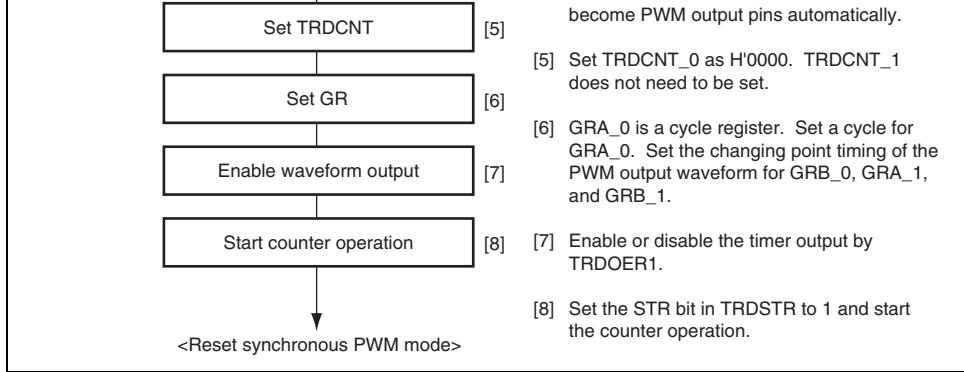 Set TRDCNT
[5]
Set GR
[6]
Enable waveform output
[7]
Start counter operation
[8]
<Reset synchronous PWM mode>
become PWM output pins automatically.
[5] Set TRDCNT_0 as H'0000. TRDCNT_1
does not need to be set.
[6] GRA_0 is a cycle register. Set a cycle for
GRA_0. Set the changing point timing of the
PWM output waveform for GRB_0, GRA_1,
and GRB_1.
[7] Enable or disable the timer output by
TRDOER1.
[8] Set the STR bit in TRDSTR to 1 and start
the counter operation.